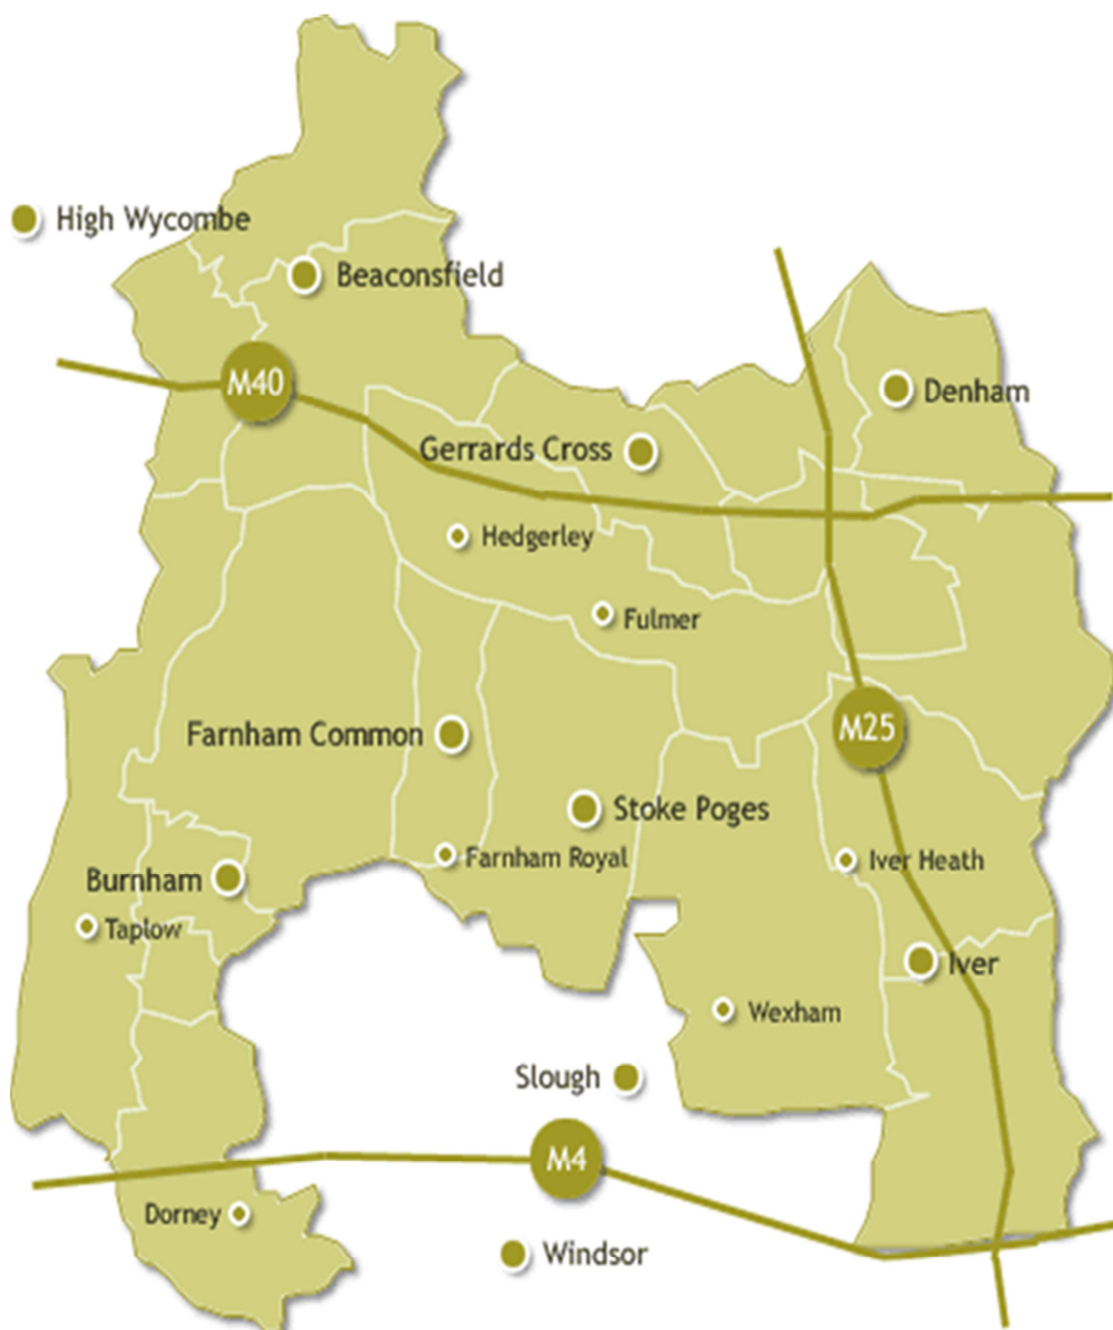 High Wycombe
Beaconsfield
M40
Denham
Gerrards Cross
Hedgerley
Fulmer
M25
Farnham Common
Stoke Poges
Farnham Royal
Iver Heath
Burnham
Taplow
Iver
Wexham
Slough
M4
Dorney
Windsor